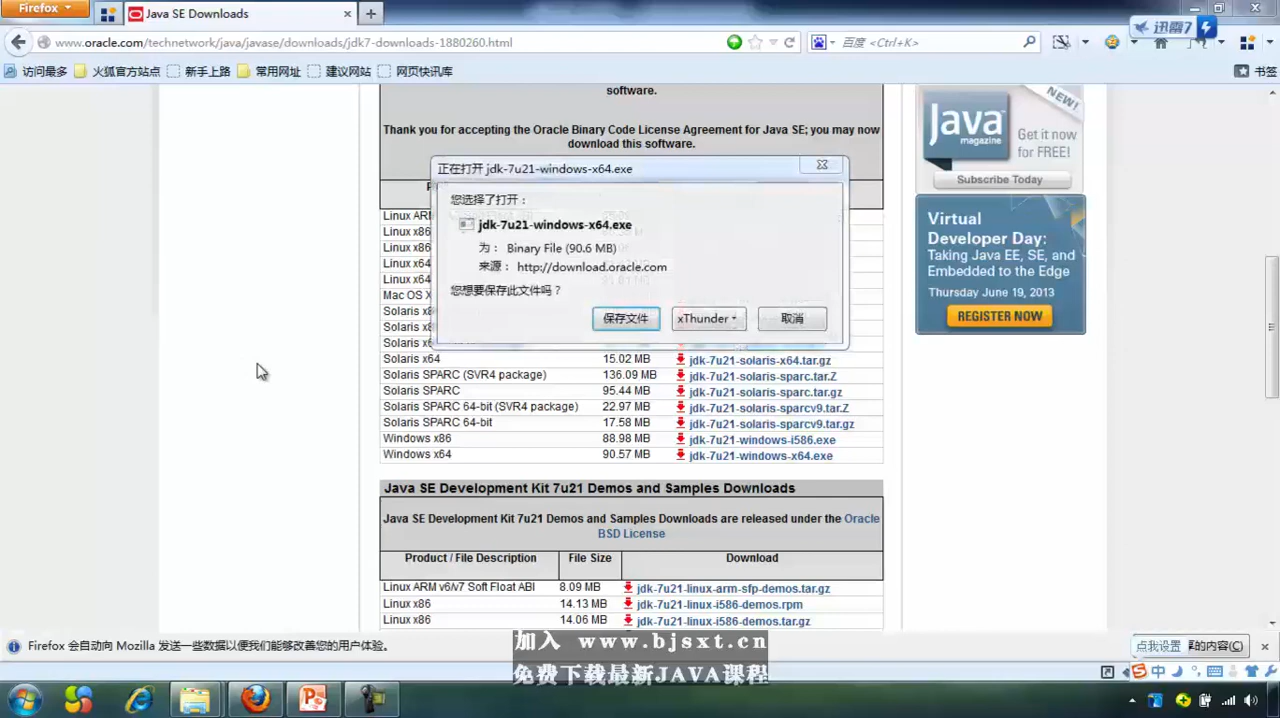 Firefox
Java SE Downloads
www.oracle.com/technetwork/java/javase/downloads/jdk7-downloads-1880260.html
百度 <Ctrl+K>
迅雷7
访问最多
火狐官方站点
新手上路
常用网址
建议网站
网页快讯库
书签
software.
Thank you for accepting the Oracle Binary Code License Agreement for Java SE; you may now
download this software.
正在打开 jdk-7u21-windows-x64.exe
您选择了打开：
jdk-7u21-windows-x64.exe
为： Binary File (90.6 MB)
来源： http://download.oracle.com
您想要保存此文件吗？
保存文件
xThunder
取消
Linux ARM
Linux x86
Linux x86
Linux x64
Linux x64
Mac OS X
Solaris x8
Solaris x8
Solaris x6
Solaris x64 15.02 MB jdk-7u21-solaris-x64.tar.gz
Solaris SPARC (SVR4 package) 136.09 MB jdk-7u21-solaris-sparc.tar.Z
Solaris SPARC 95.44 MB jdk-7u21-solaris-sparc.tar.gz
Solaris SPARC 64-bit (SVR4 package) 22.97 MB jdk-7u21-solaris-sparcv9.tar.Z
Solaris SPARC 64-bit 17.58 MB jdk-7u21-solaris-sparcv9.tar.gz
Windows x86 88.98 MB jdk-7u21-windows-i586.exe
Windows x64 90.57 MB jdk-7u21-windows-x64.exe
Java SE Development Kit 7u21 Demos and Samples Downloads
Java SE Development Kit 7u21 Demos and Samples Downloads are released under the Oracle
BSD License
Product / File Description File Size Download
Linux ARM v6/v7 Soft Float ABI 8.09 MB jdk-7u21-linux-arm-sfp-demos.tar.gz
Linux x86 14.13 MB jdk-7u21-linux-i586-demos.rpm
Linux x86 14.06 MB jdk-7u21-linux-i586-demos.tar.gz
NEW!
Java
magazine
Get it now
for FREE!
Subscribe Today
Virtual
Developer Day:
Taking Java EE, SE, and
Embedded to the Edge
Thursday June 19, 2013
REGISTER NOW
Firefox 会自动向 Mozilla 发送一些数据以便我们能够改善您的用户体验。
点我设置
的内容(C)
加入 www.bjsxt.cn
免费下载最新JAVA课程
中